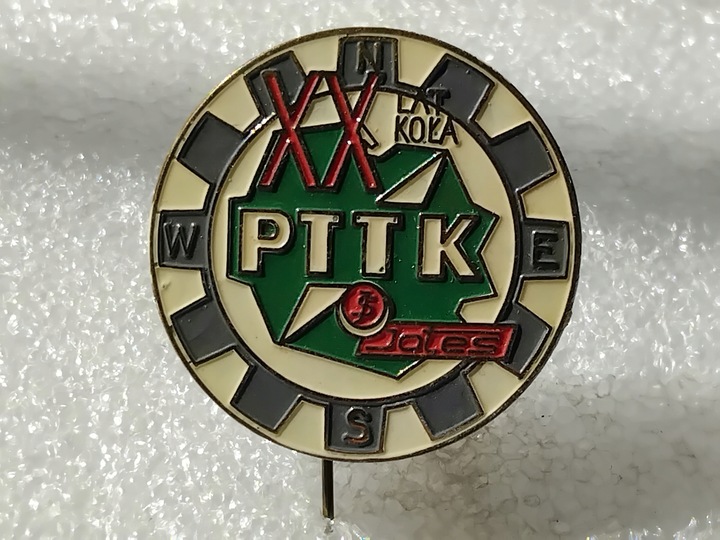 N
XX LAT
KOŁA
W PTTK E
Jotes
S